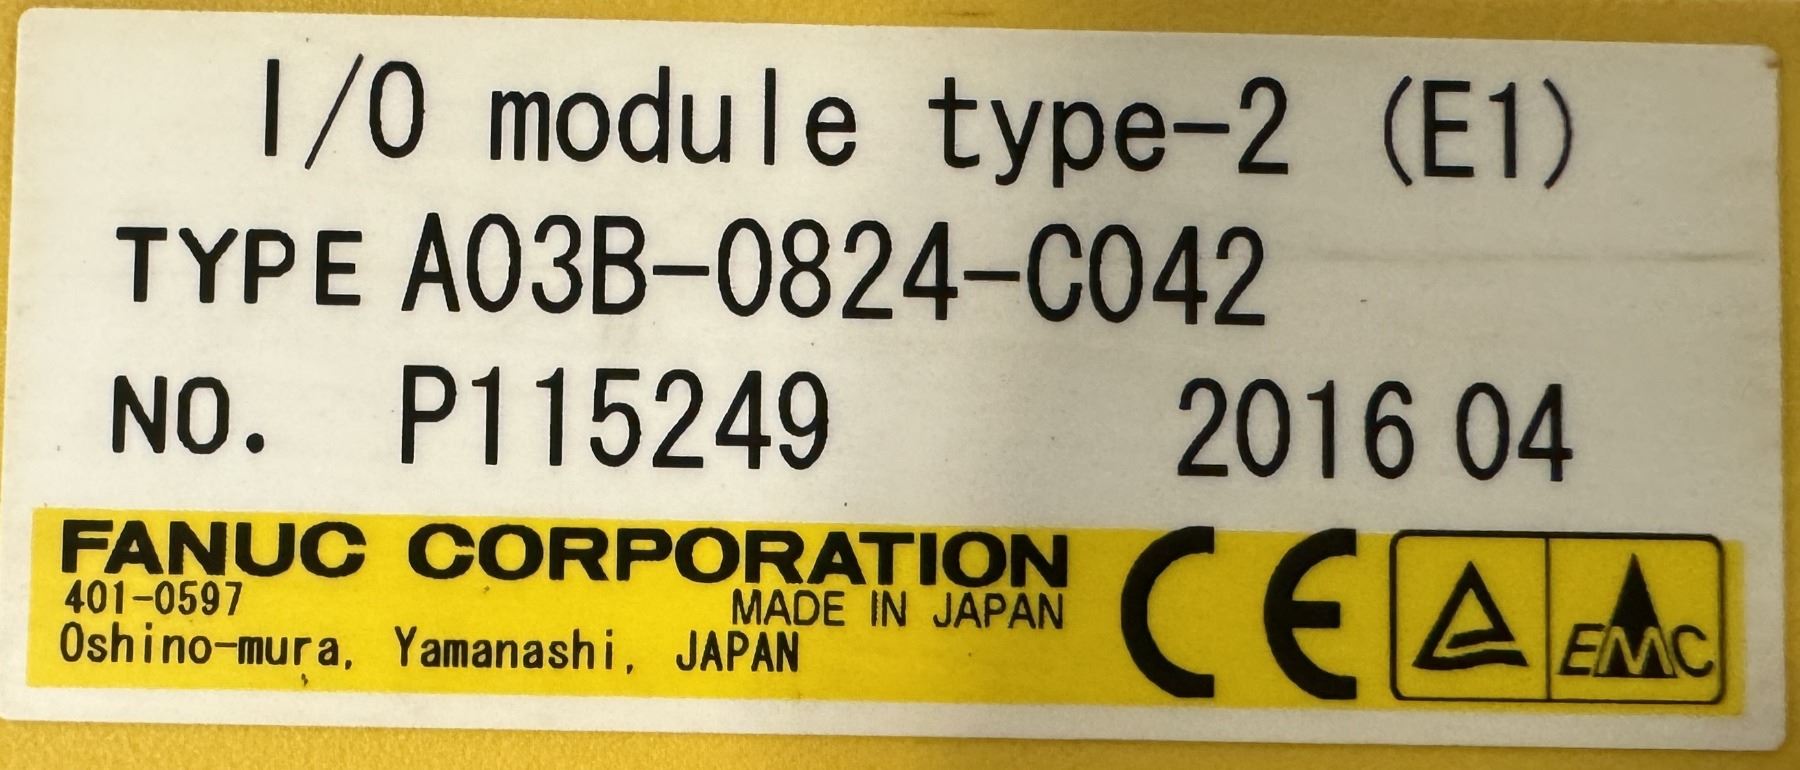 I/O module type-2 (E1)
TYPE A03B-0824-C042
NO. P115249 2016 04
FANUC CORPORATION
401-0597 MADE IN JAPAN
Oshino-mura, Yamanashi, JAPAN
CE
EMC